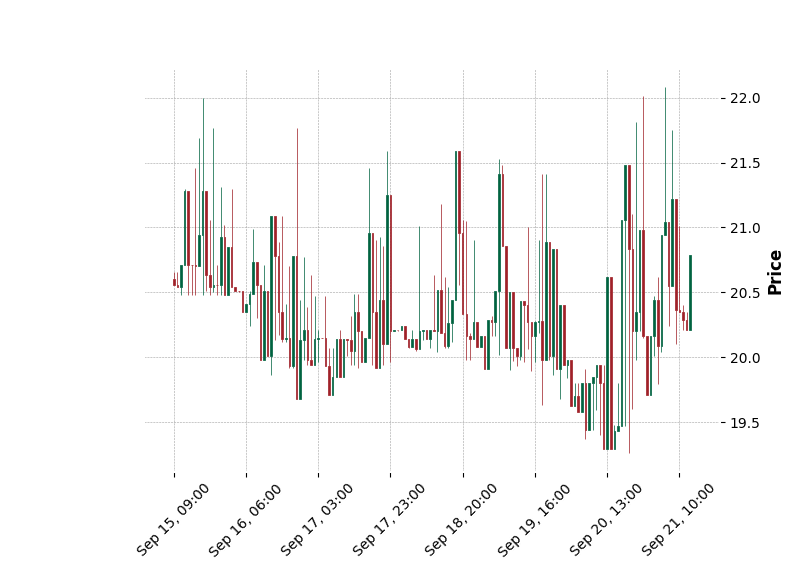 22.0
21.5
21.0
20.5
20.0
19.5
Price
Sep 15, 09:00
Sep 16, 06:00
Sep 17, 03:00
Sep 17, 23:00
Sep 18, 20:00
Sep 19, 16:00
Sep 20, 13:00
Sep 21, 10:00